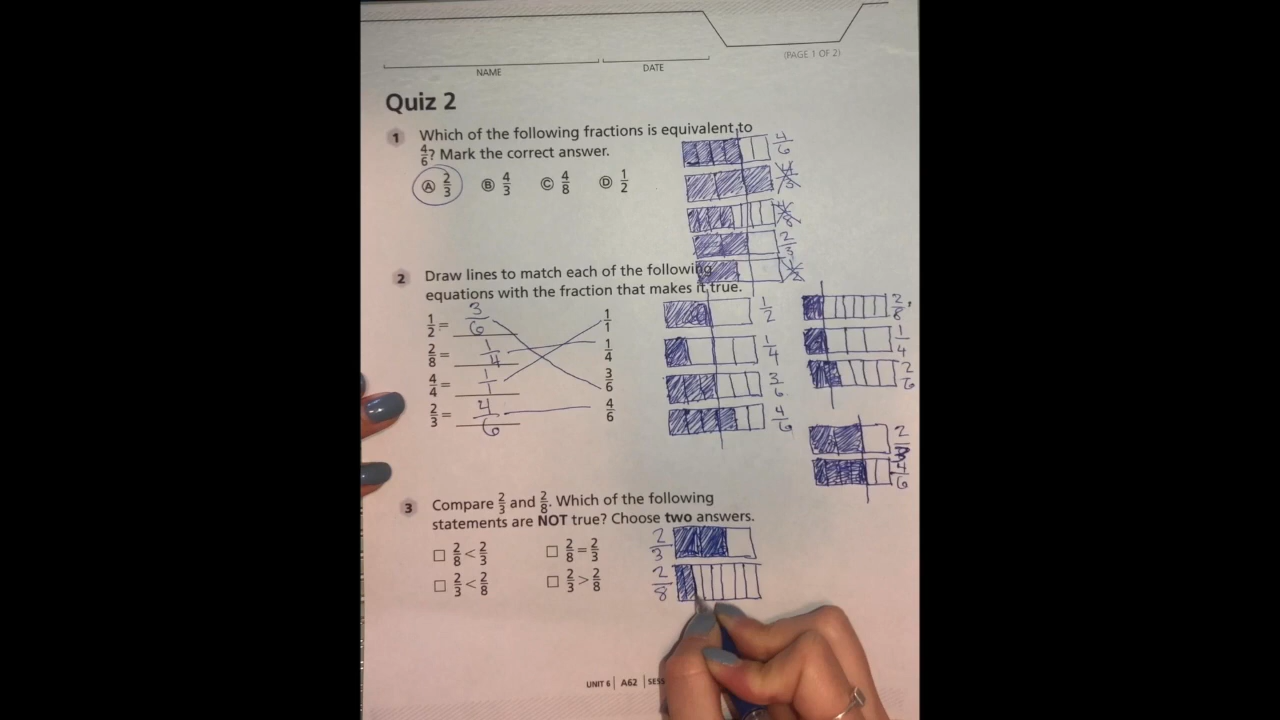 (PAGE 1 OF 2)
NAME DATE
Quiz 2
1 Which of the following fractions is equivalent to
4/6? Mark the correct answer.
A 2/3 B 4/3 C 4/8 D 1/2
4/6
2/3
2 Draw lines to match each of the following
equations with the fraction that makes it true.
1/2 = 3/6 1/1
2/8 = 1/4 1/4
4/4 = 1/1 3/6
2/3 = 4/6 4/6
1/2
1/4
3/6
4/6
2/8
1/4
2/6
4/6
3 Compare 2/3 and 2/8. Which of the following
statements are NOT true? Choose two answers.
2/8 < 2/3 2/8 = 2/3
2/3 < 2/8 2/3 > 2/8
2/3
2/8
UNIT 6 | A62 |